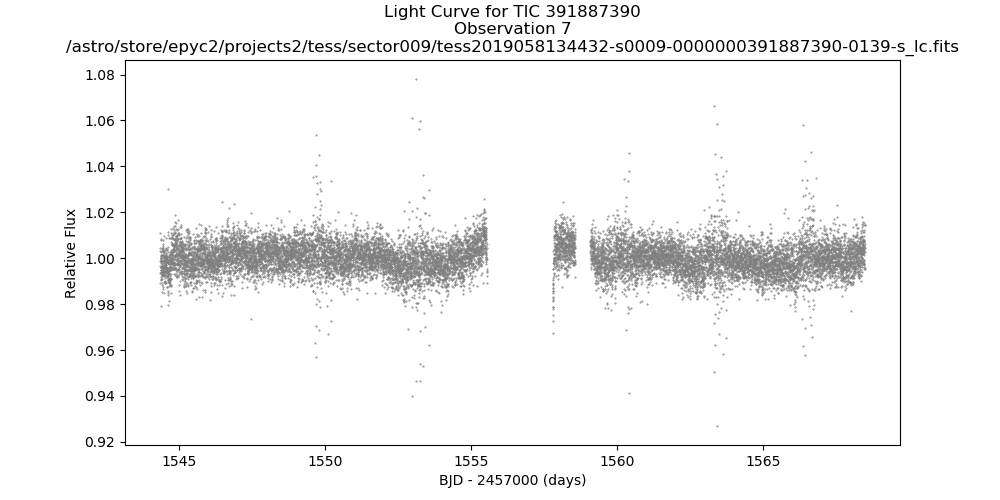 Light Curve for TIC 391887390
Observation 7
/astro/store/epyc2/projects2/tess/sector009/tess2019058134432-s0009-0000000391887390-0139-s_lc.fits
1.08
1.06
1.04
1.02
1.00
0.98
0.96
0.94
0.92
Relative Flux
1545
1550
1555
1560
1565
BJD - 2457000 (days)